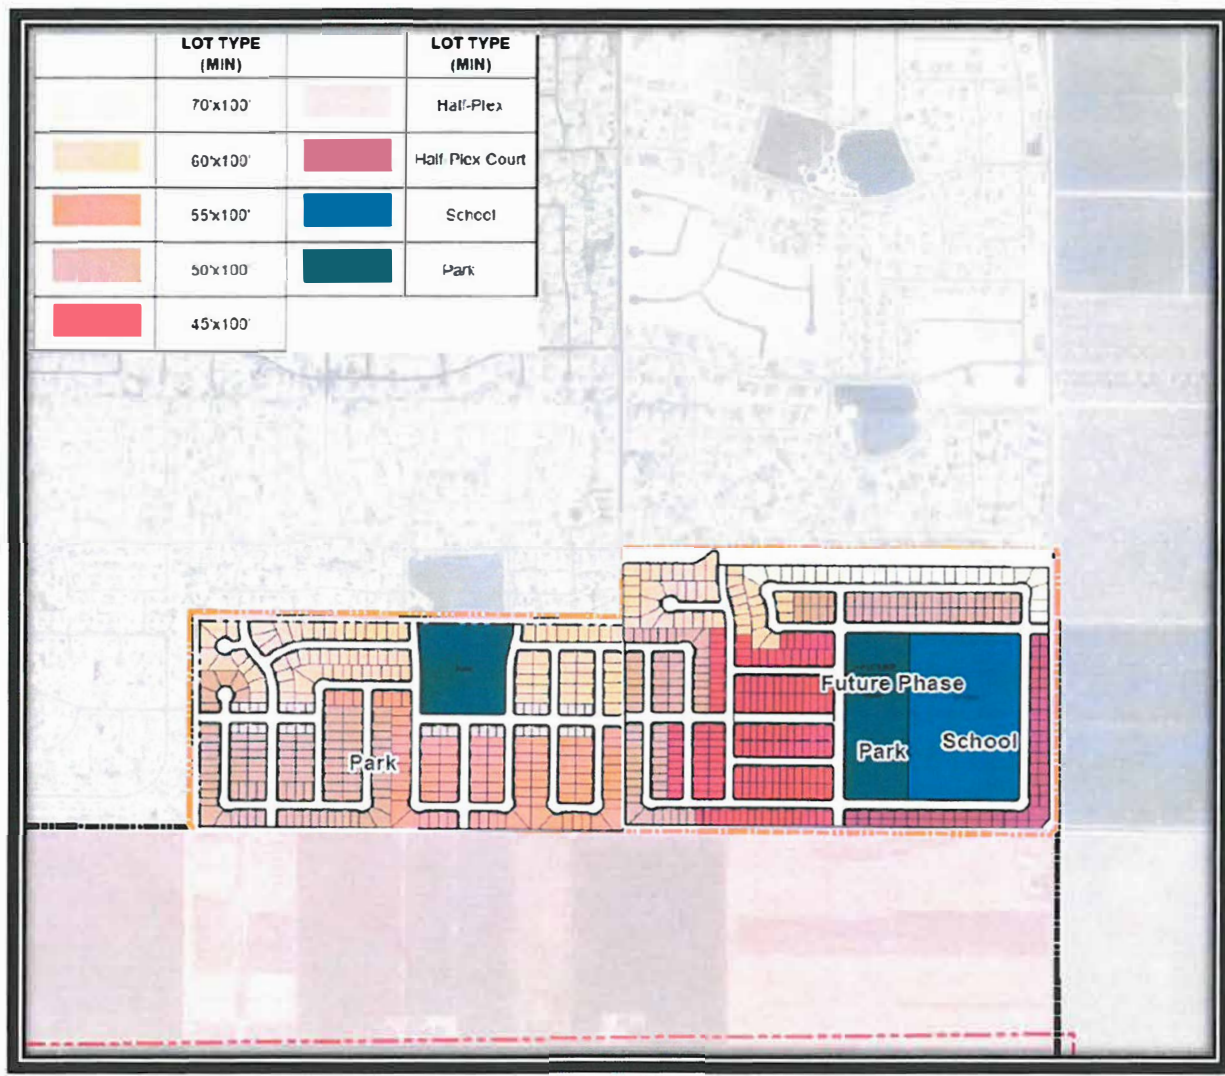 LOT TYPE
(MIN)
LOT TYPE
(MIN)
70'x100'
Half-Plex
60'x100'
Half Plex Court
55'x100'
School
50'x100'
Park
45'x100'
Future Phase
Park
School
Park